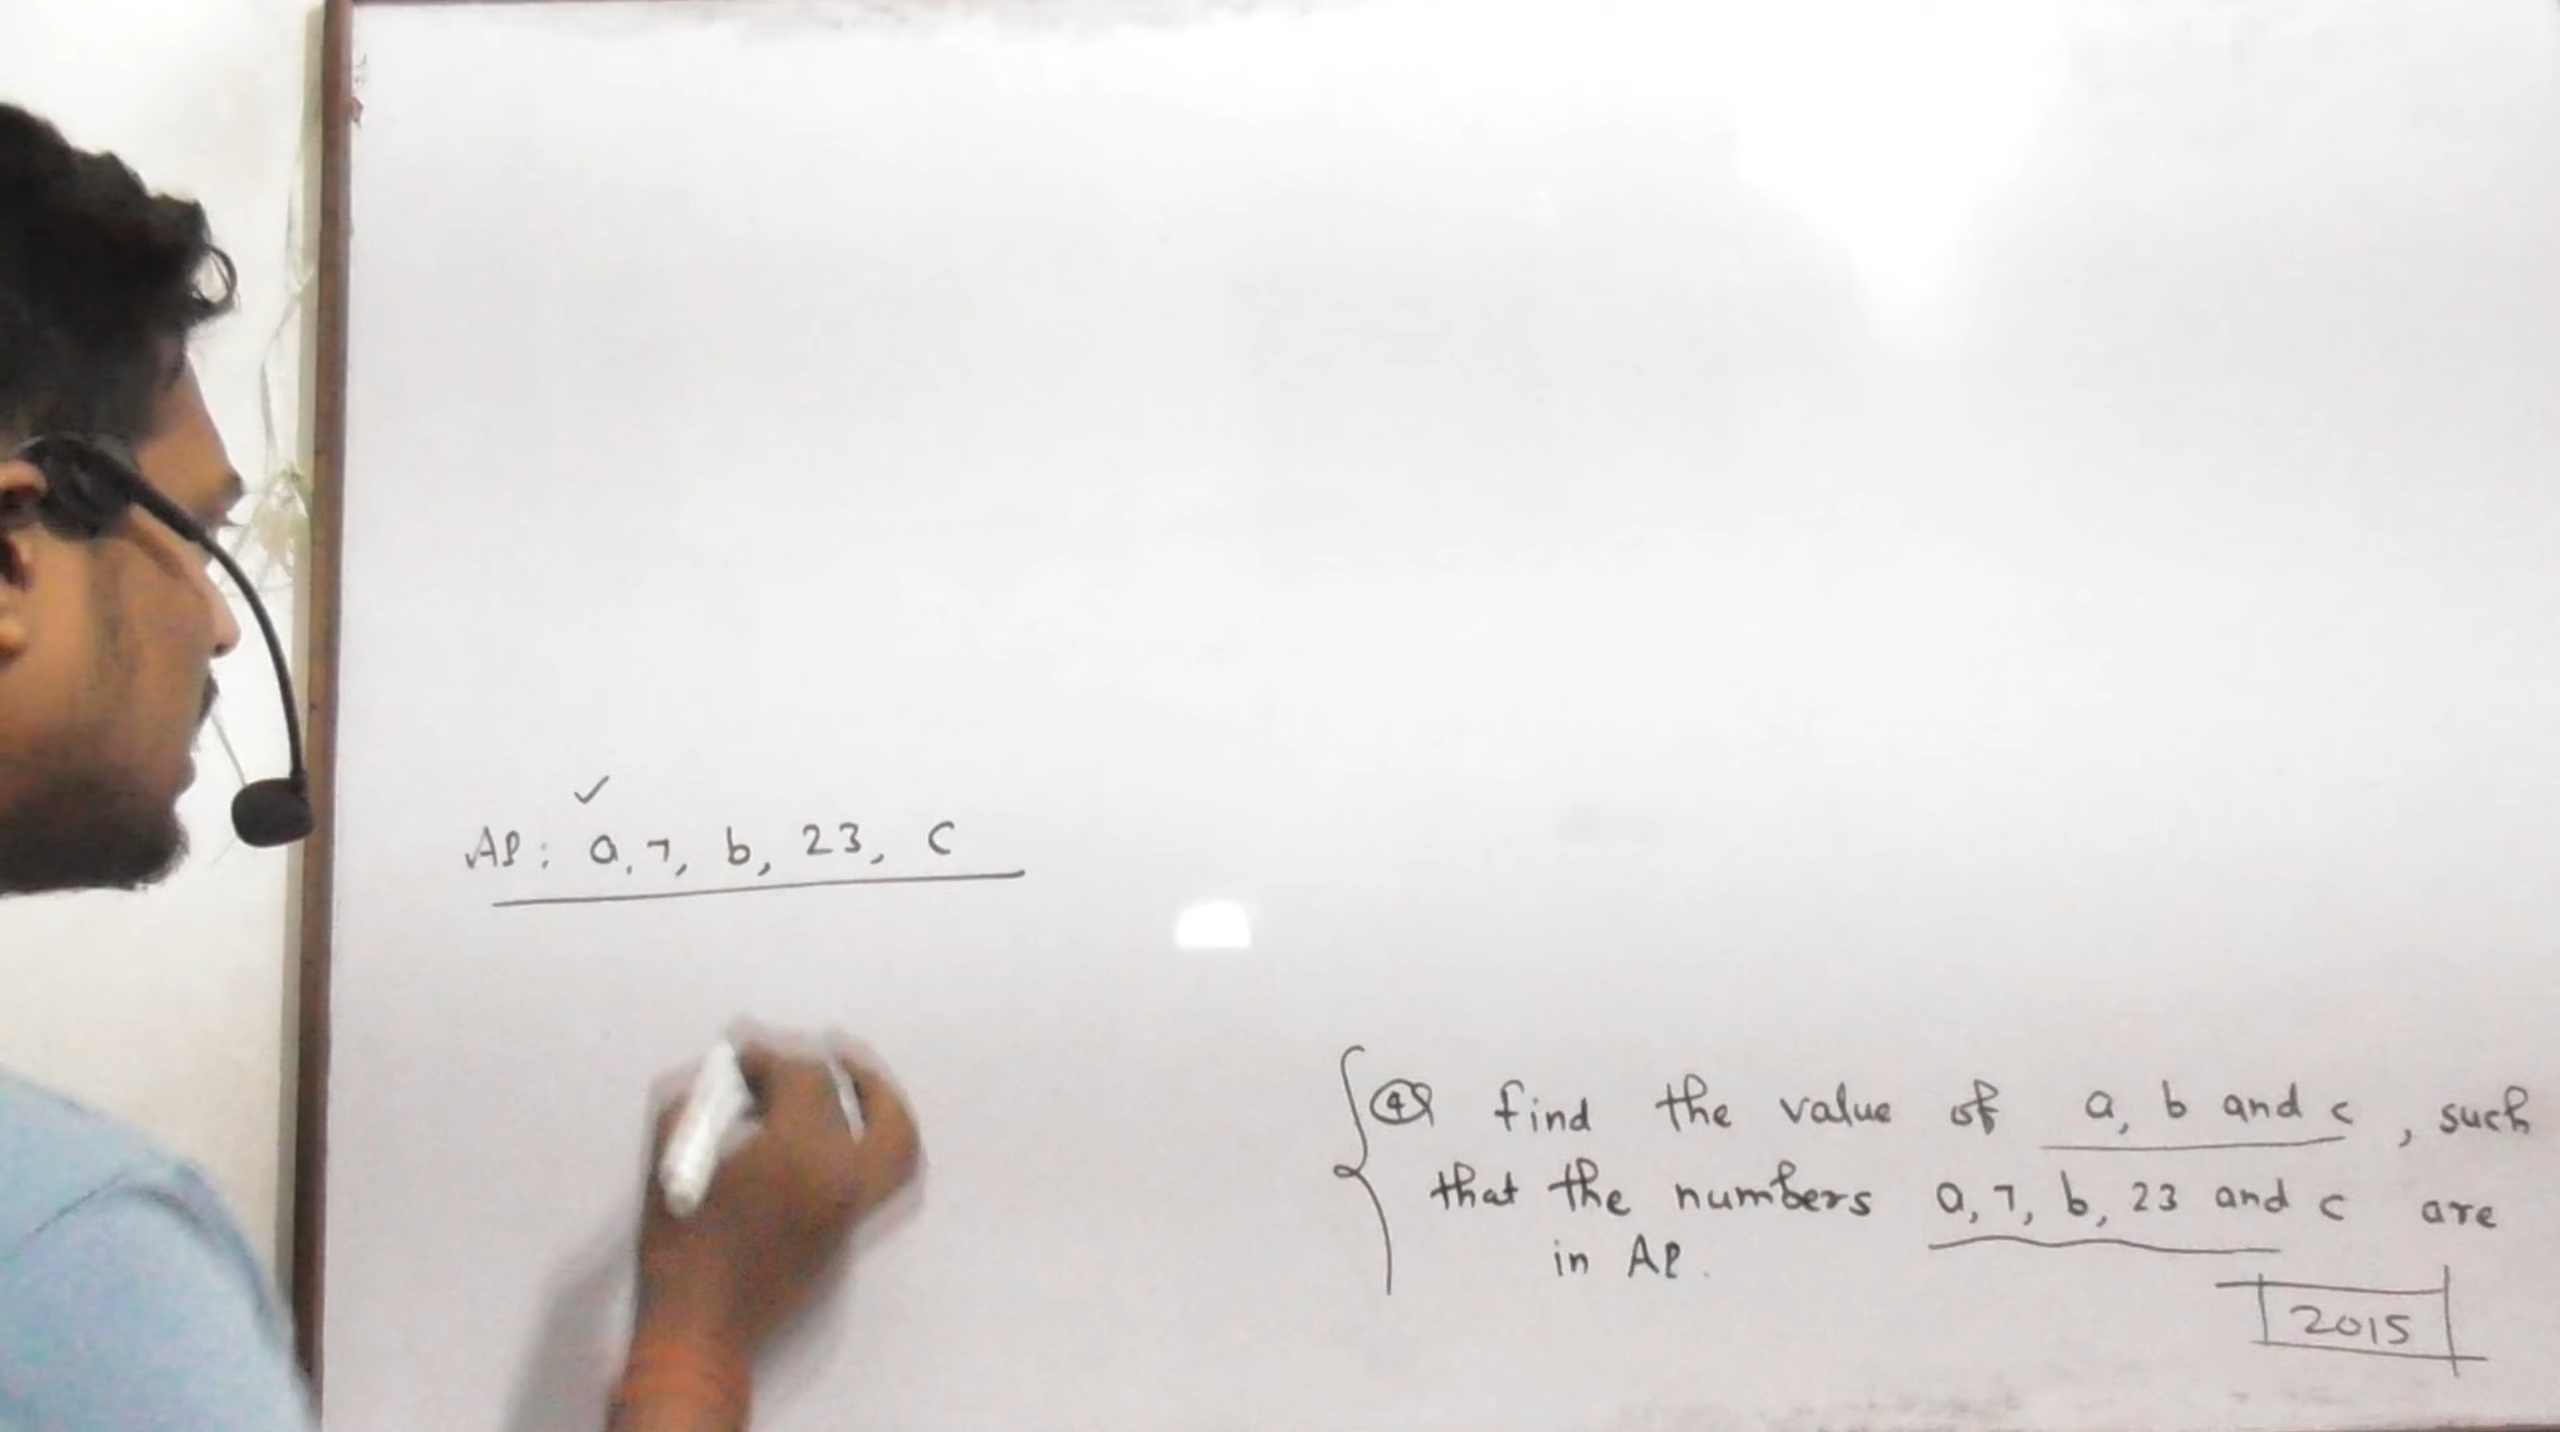 AP: a, 7, b, 23, c
Q4 find the value of a, b and c, such
that the numbers a, 7, b, 23 and c are
in AP.
2015